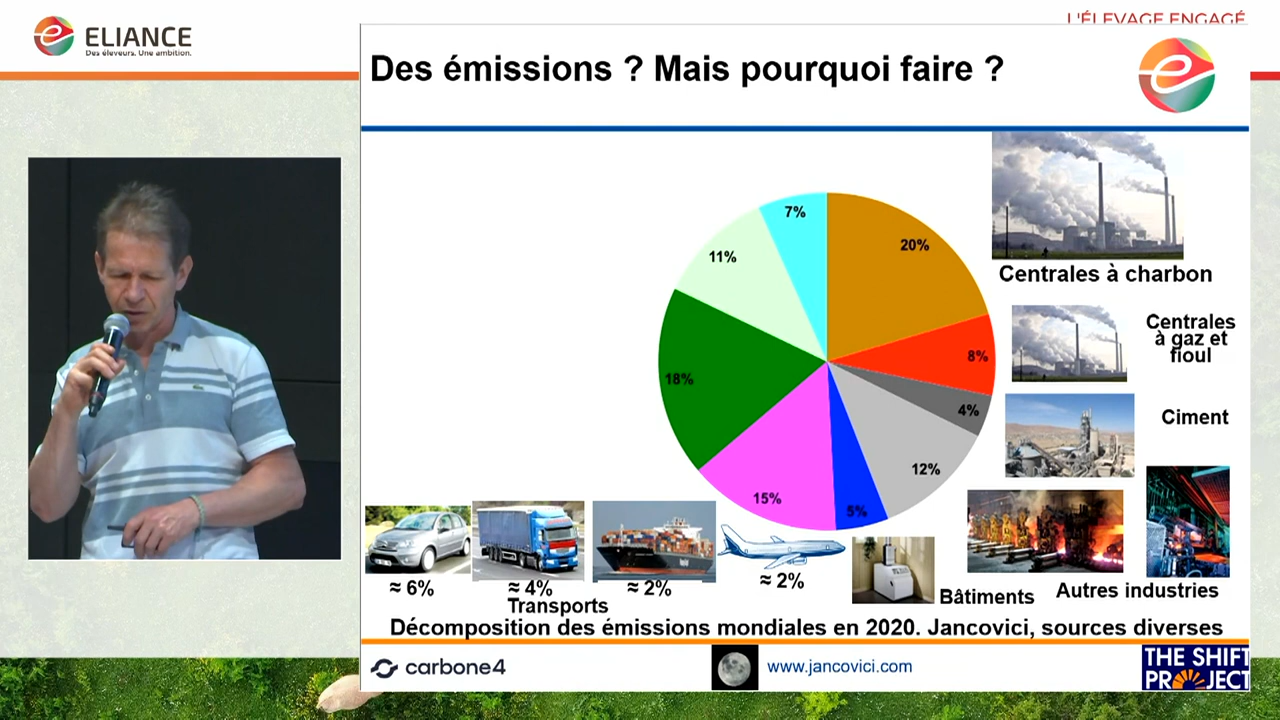 L'ÉLEVAGE ENGAGÉ
ELIANCE
Des éleveurs. Une ambition.
Des émissions ? Mais pourquoi faire ?
7%
20%
11%
Centrales à charbon
Centrales
à gaz et
fioul
8%
18%
4%
Ciment
12%
15%
5%
≈ 6%
≈ 4%
≈ 2%
≈ 2%
Transports
Bâtiments
Autres industries
Décomposition des émissions mondiales en 2020. Jancovici, sources diverses
carbone4
www.jancovici.com
THE SHIFT
PROJECT